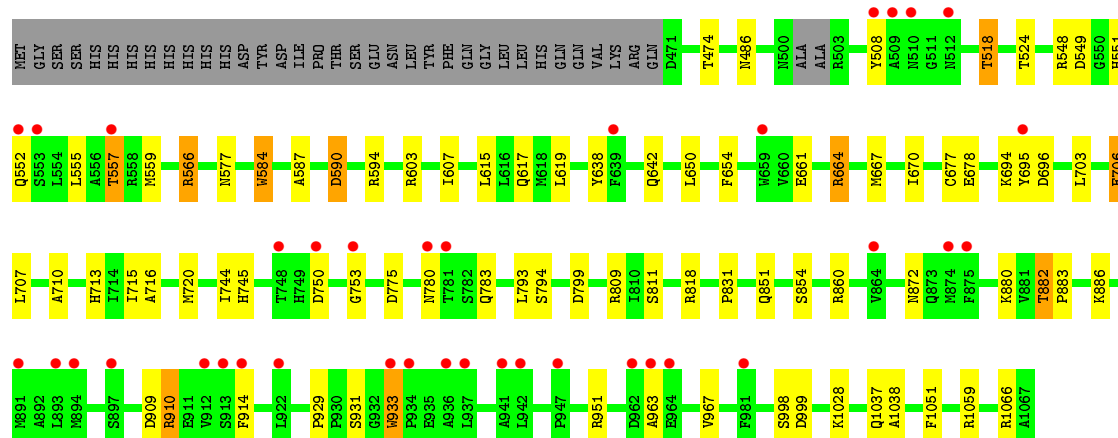 MET GLY SER SER HIS HIS HIS HIS HIS HIS HIS HIS HIS HIS ASP TYR ASP ILE PRO THR SER GLU ASN LEU TYR PHE GLN GLY LEU LEU HIS GLN GLN VAL LYS ARG GLN D471 T474 N486 N500 ALA ALA R503 Y508 A509 N510 G511 N512 T518 T524 R548 D549 G550 H551
Q552 S553 L554 L555 A556 T557 R558 M559 R566 N577 W584 A587 D590 R594 R603 I607 L615 L616 Q617 M618 L619 Y638 F639 Q642 L650 F654 W659 V660 E661 R664 M667 I670 C677 E678 K694 Y695 D696 L703 E706
L707 A710 H713 I714 I715 A716 M720 I744 H745 T748 H749 D750 G753 D775 N780 T781 S782 Q783 L793 S794 D799 R809 I810 S811 R818 P831 Q851 S854 R860 V864 N872 Q873 M874 F875 K880 V881 T882 P883 K886
M891 A892 L893 M894 S897 D909 R910 E911 V912 S913 F914 L922 P929 P930 S931 G932 W933 P934 E935 A936 L937 A941 L942 P947 R951 D962 A963 E964 V967 F981 S998 D999 K1028 Q1037 A1038 F1051 R1059 R1066 A1067